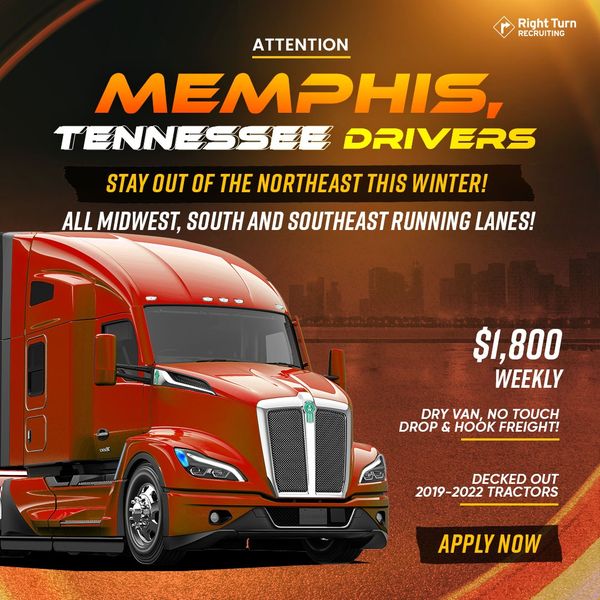 Right Turn
RECRUITING
ATTENTION
MEMPHIS,
TENNESSEE DRIVERS
STAY OUT OF THE NORTHEAST THIS WINTER!
ALL MIDWEST, SOUTH AND SOUTHEAST RUNNING LANES!
$1,800
WEEKLY
DRY VAN, NO TOUCH
DROP & HOOK FREIGHT!
DECKED OUT
2019-2022 TRACTORS
APPLY NOW